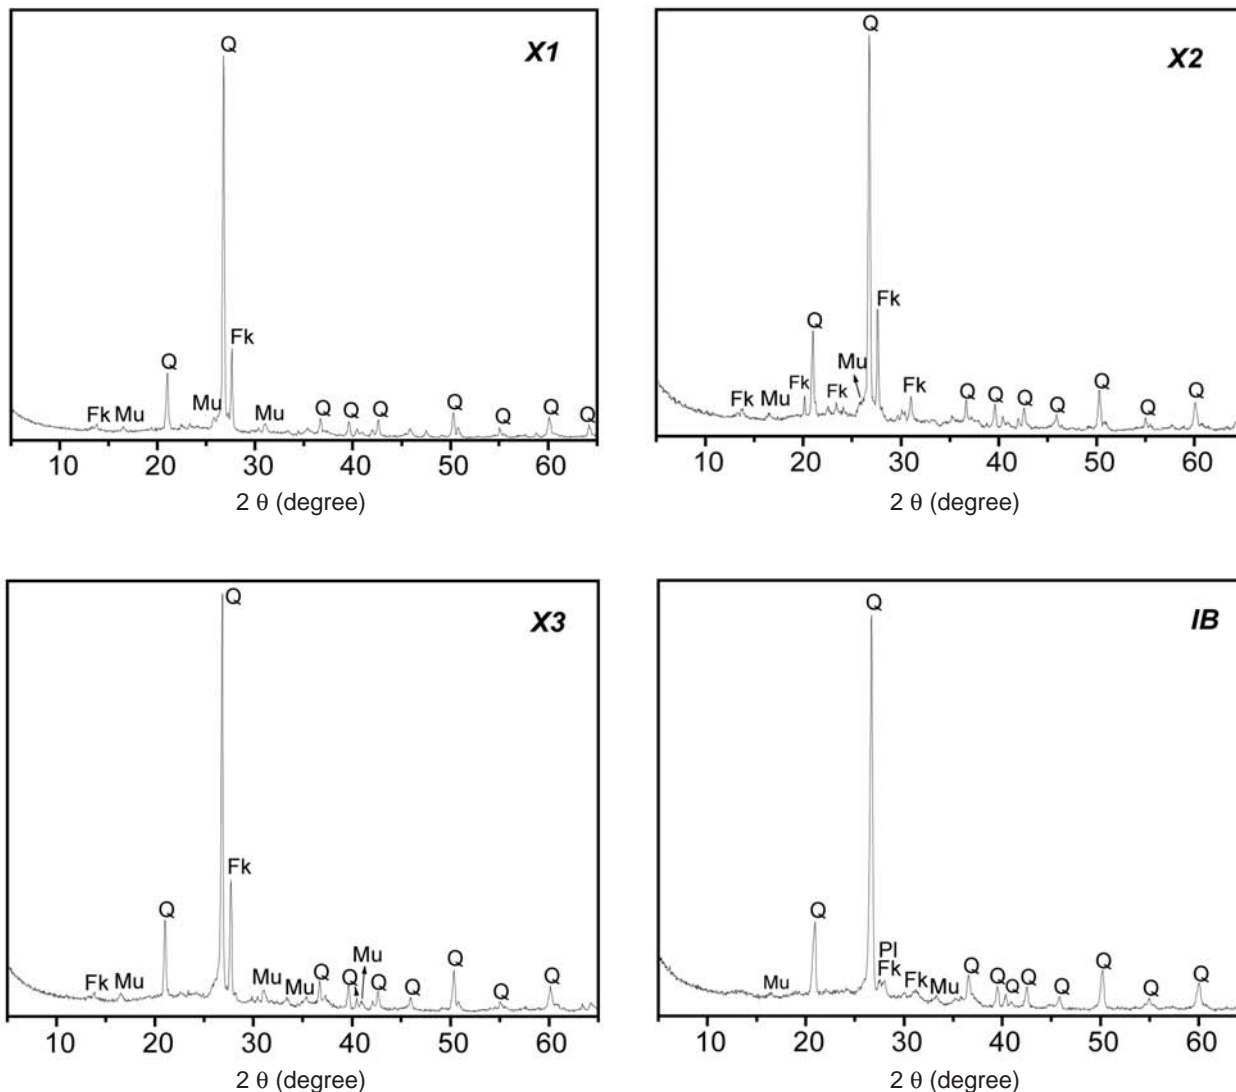 X1
Q
Fk
Q
Fk Mu Mu Mu Q Q Q Q Q Q Q
10 20 30 40 50 60
2 θ (degree)
X2
Q
Fk
Q
Mu
Fk Mu Fk Fk Fk Q Q Q Q Q Q Q
10 20 30 40 50 60
2 θ (degree)
X3
Q
Fk
Q
Mu
Fk Mu Mu Mu Q Q Q Q Q Q Q
10 20 30 40 50 60
2 θ (degree)
IB
Q
Q
Pl
Mu Fk Fk Mu Q Q Q Q Q Q Q Q
10 20 30 40 50 60
2 θ (degree)